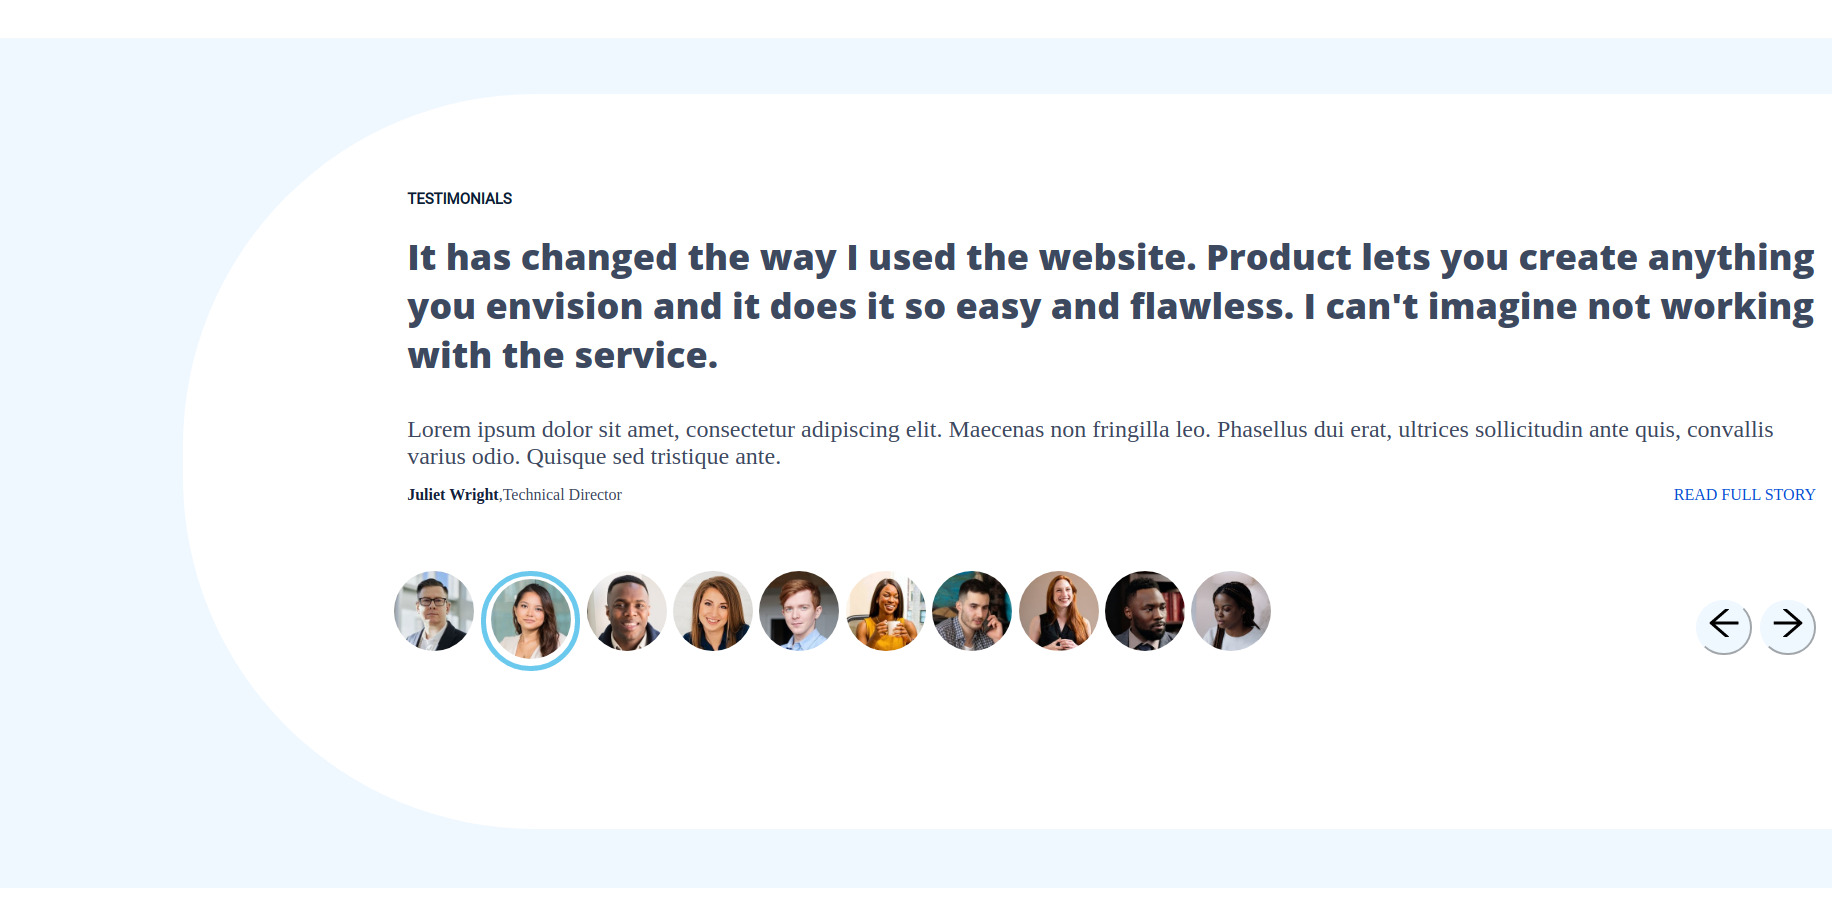 TESTIMONIALS
It has changed the way I used the website. Product lets you create anything
you envision and it does it so easy and flawless. I can't imagine not working
with the service.
Lorem ipsum dolor sit amet, consectetur adipiscing elit. Maecenas non fringilla leo. Phasellus dui erat, ultrices sollicitudin ante quis, convallis
varius odio. Quisque sed tristique ante.
Juliet Wright,Technical Director
READ FULL STORY